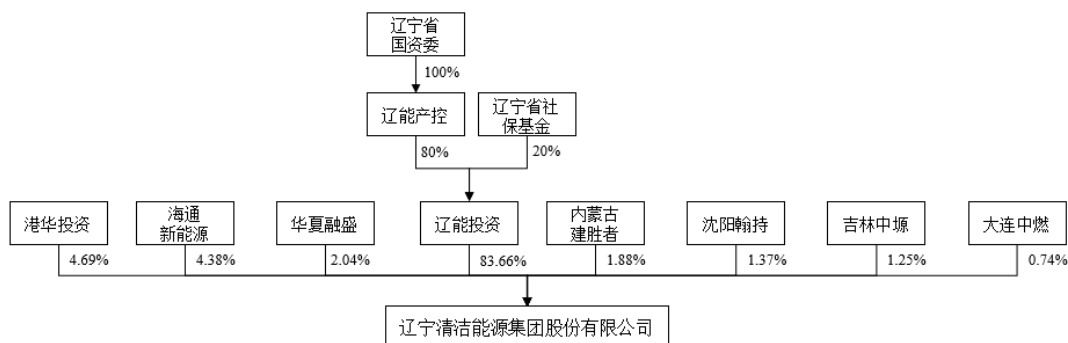 辽宁省
国资委
100%
辽能产控
辽宁省社
保基金
80%
20%
港华投资
海通
新能源
华夏融盛
辽能投资
内蒙古
建胜者
沈阳翰持
吉林中塬
大连中燃
4.69%
4.38%
2.04%
83.66%
1.88%
1.37%
1.25%
0.74%
辽宁清洁能源集团股份有限公司